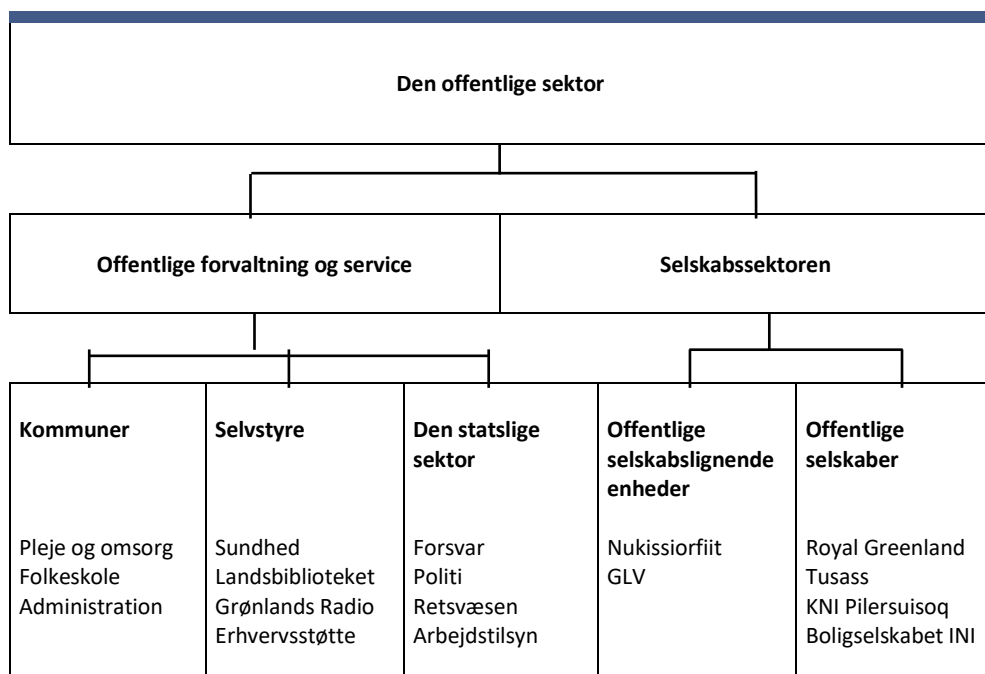 Den offentlige sektor
Offentlige forvaltning og service
Selskabssektoren
Kommuner
Pleje og omsorg
Folkeskole
Administration
Selvstyre
Sundhed
Landsbiblioteket
Grønlands Radio
Erhvervsstøtte
Den statslige
sektor
Forsvar
Politi
Retsvæsen
Arbejdstilsyn
Offentlige
selskabslignende
enheder
Nukissiorfiit
GLV
Offentlige
selskaber
Royal Greenland
Tusass
KNI Pilersuisoq
Boligselskabet INI